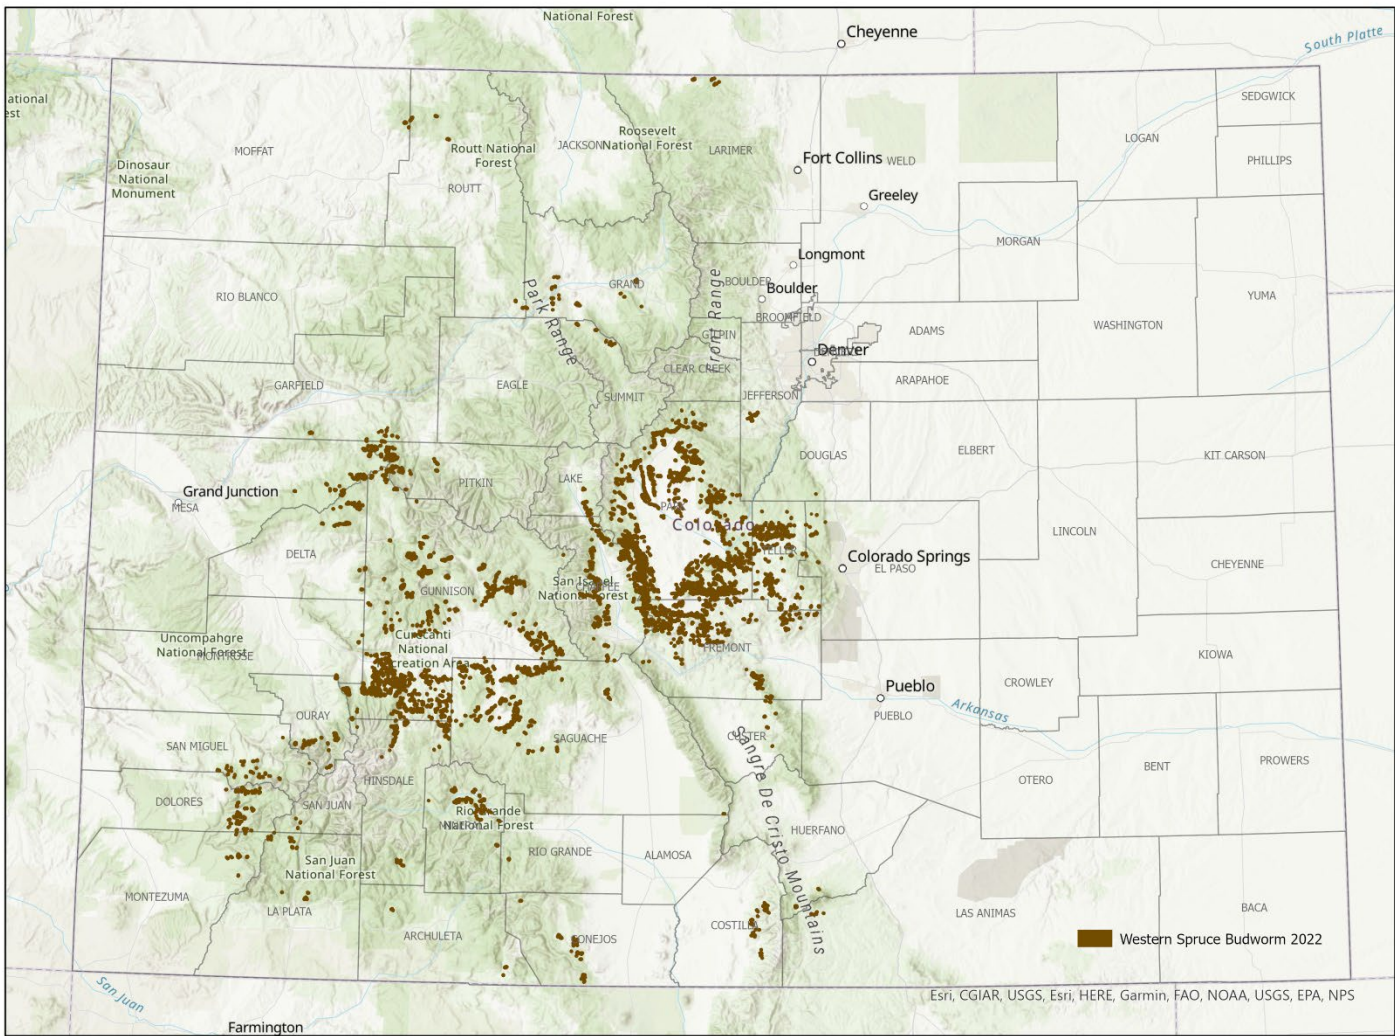 National Forest
Cheyenne
South Platte
National
est
SEDGWICK
LOGAN
Roosevelt
National Forest
JACKSON
LARIMER
MOFFAT
Routt National
Forest
Dinosaur
National
Monument
Fort Collins
WELD
PHILLIPS
ROUTT
Greeley
MORGAN
Longmont
GRAND
BOULDER
Boulder
RIO BLANCO
YUMA
Park Range
Front Range
BROOMFIELD
WASHINGTON
ADAMS
GILPIN
Denver
CLEAR CREEK
ARAPAHOE
EAGLE
GARFIELD
SUMMIT
JEFFERSON
DOUGLAS
ELBERT
KIT CARSON
LAKE
PITKIN
Grand Junction
MESA
PARK
Colorado
LINCOLN
DELTA
TELLER
Colorado Springs
EL PASO
CHEYENNE
San Isabel
National Forest
CHAFFEE
GUNNISON
Uncompahgre
National Forest
MONTROSE
Curecanti
National
Recreation Area
FREMONT
KIOWA
CROWLEY
Pueblo
PUEBLO
Arkansas
OURAY
SAN MIGUEL
SAGUACHE
CUSTER
Sangre De Cristo Mountains
PROWERS
BENT
OTERO
HINSDALE
DOLORES
SAN JUAN
Rio Grande
National Forest
MINERAL
HUERFANO
RIO GRANDE
ALAMOSA
San Juan
National Forest
MONTEZUMA
LA PLATA
ARCHULETA
CONEJOS
COSTILLA
LAS ANIMAS
BACA
Western Spruce Budworm 2022
San Juan
Farmington
Esri, CGIAR, USGS, Esri, HERE, Garmin, FAO, NOAA, USGS, EPA, NPS